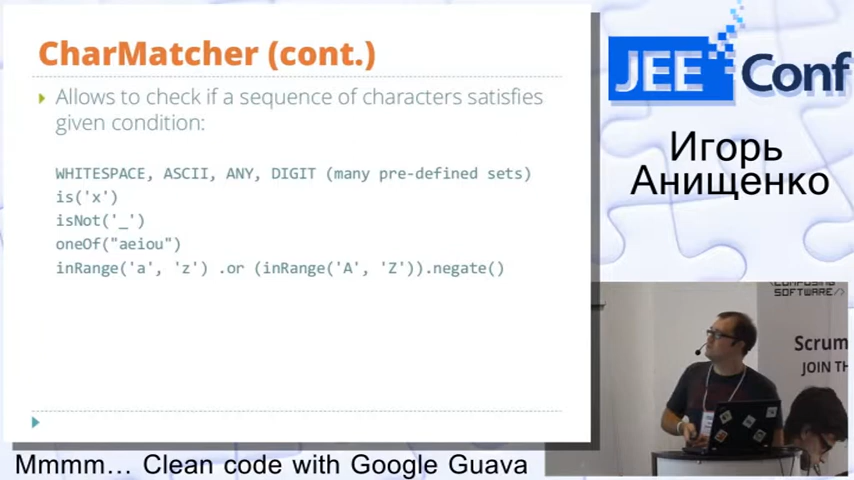 CharMatcher (cont.)
Allows to check if a sequence of characters satisfies
given condition:
WHITESPACE, ASCII, ANY, DIGIT (many pre-defined sets)
is('x')
isNot('_')
oneOf("aeiou")
inRange('a', 'z') .or (inRange('A', 'Z')).negate()
JEE Conf
Игорь
Анищенко
COMPOSING
SOFTWARE/>
Scrum
JOIN TH
Mmmm... Clean code with Google Guava